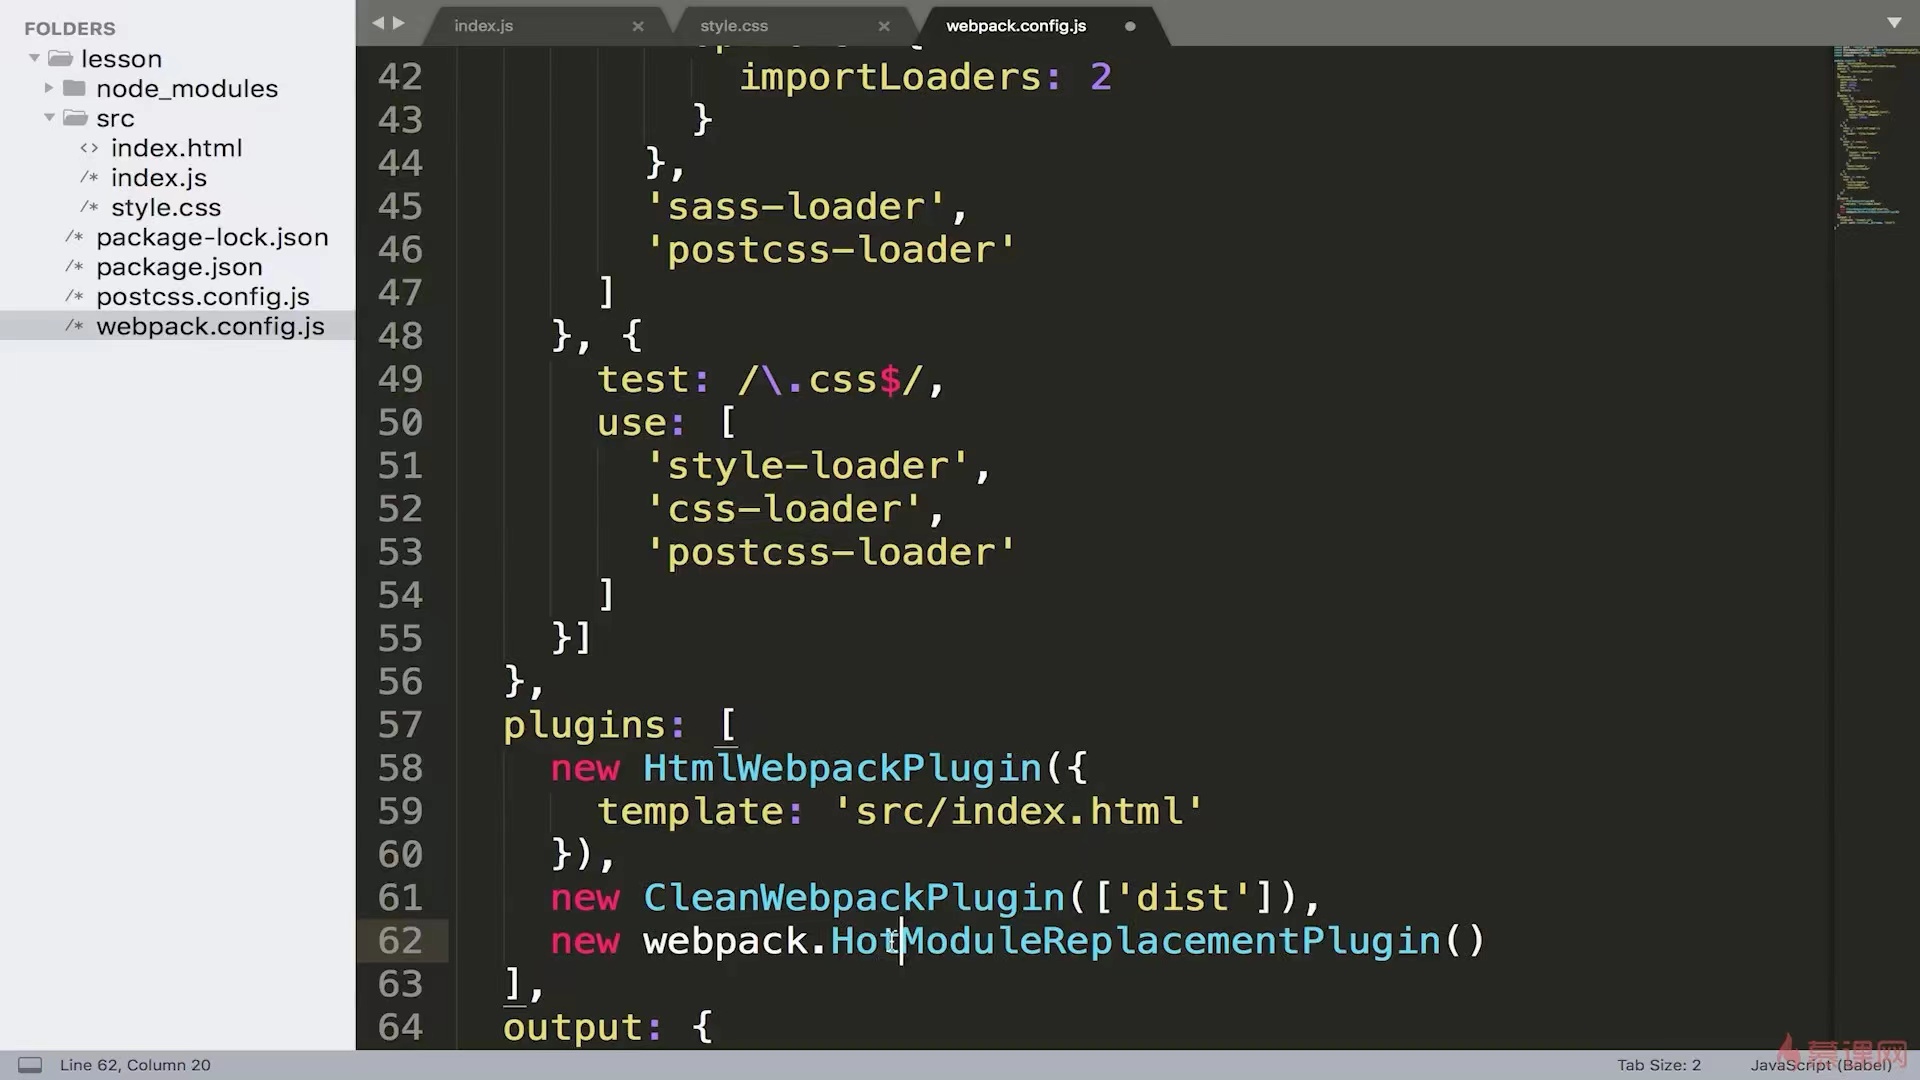 FOLDERS
lesson
node_modules
src
<> index.html
/* index.js
/* style.css
/* package-lock.json
/* package.json
/* postcss.config.js
/* webpack.config.js
index.js × style.css × webpack.config.js
42 importLoaders: 2
43 }
44 },
45 'sass-loader',
46 'postcss-loader'
47 ]
48 }, {
49 test: /\.css$/,
50 use: [
51 'style-loader',
52 'css-loader',
53 'postcss-loader'
54 ]
55 }]
56 },
57 plugins: [
58 new HtmlWebpackPlugin({
59 template: 'src/index.html'
60 }),
61 new CleanWebpackPlugin(['dist']),
62 new webpack.HotModuleReplacementPlugin()
63 ],
64 output: {
Line 62, Column 20
Tab Size: 2
JavaScript (Babel)
慕课网